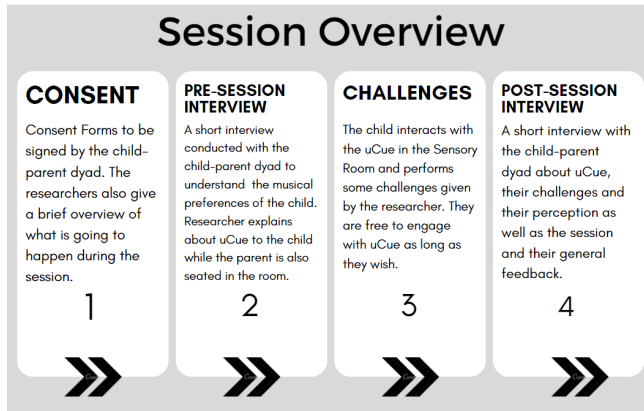 Session Overview
CONSENT
Consent Forms to be
signed by the child-
parent dyad. The
researchers also give
a brief overview of
what is going to
happen during the
session.
1
PRE-SESSION
INTERVIEW
A short interview
conducted with the
child-parent dyad to
understand the musical
preferences of the child.
Researcher explains
about uCue to the child
while the parent is also
seated in the room.
2
CHALLENGES
The child interacts with
the uCue in the Sensory
Room and performs
some challenges given
by the researcher. They
are free to engage
with uCue as long as
they wish.
3
POST-SESSION
INTERVIEW
A short interview with
the child-parent
dyad about uCue,
their challenges and
their perception as
well as the session
and their general
feedback.
4